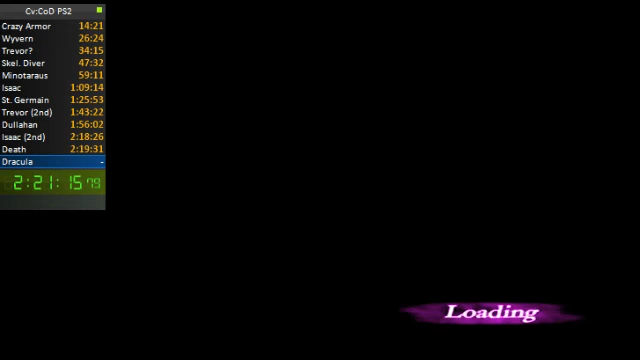 Cv:CoD PS2
Crazy Armor 14:21
Wyvern 26:24
Trevor? 34:15
Skel. Diver 47:32
Minotaraus 59:11
Isaac 1:09:14
St. Germain 1:25:53
Trevor (2nd) 1:43:22
Dullahan 1:56:02
Isaac (2nd) 2:18:26
Death 2:19:31
Dracula -
2:21:15 79
Loading